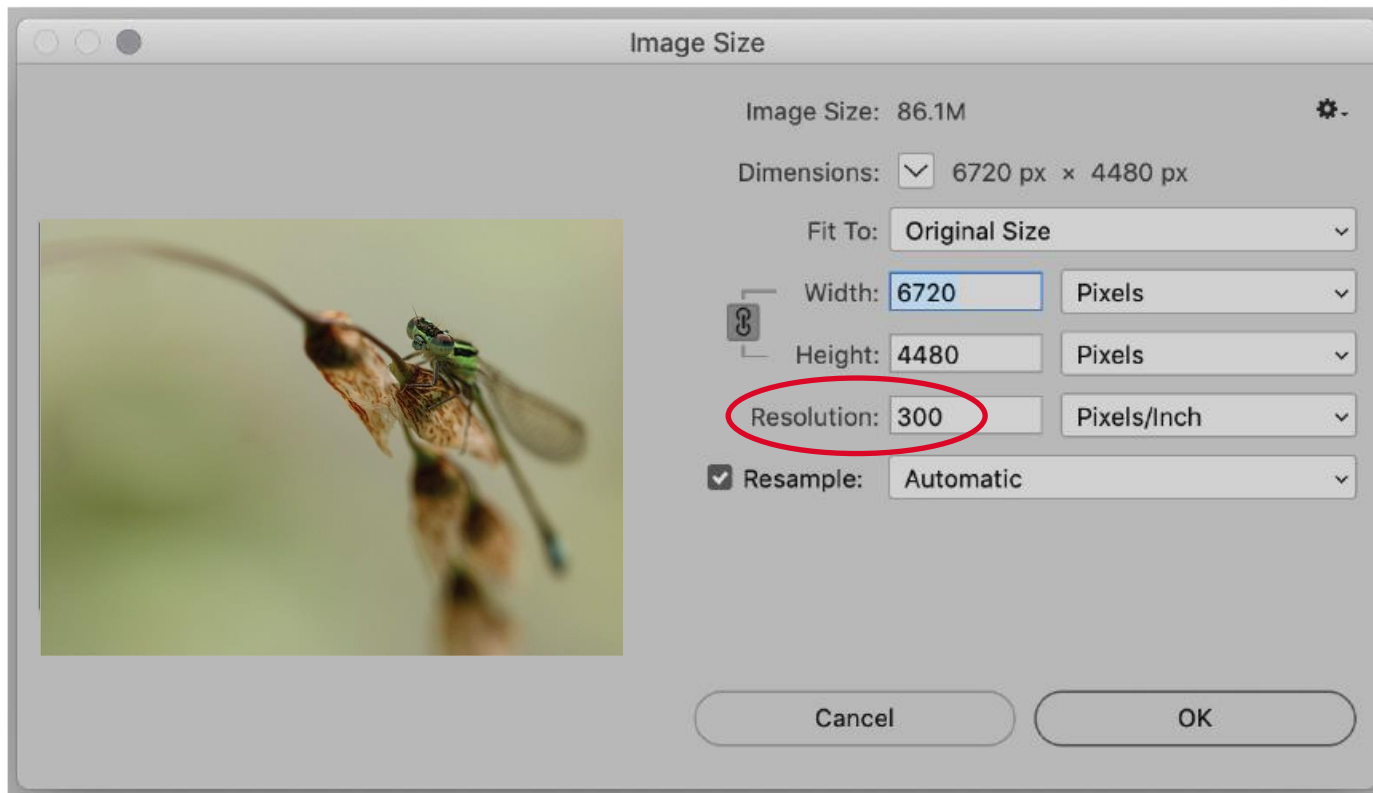 Image Size
Image Size: 86.1M
Dimensions: 6720 px × 4480 px
Fit To: Original Size
Width: 6720 Pixels
Height: 4480 Pixels
Resolution: 300 Pixels/Inch
Resample: Automatic
Cancel OK